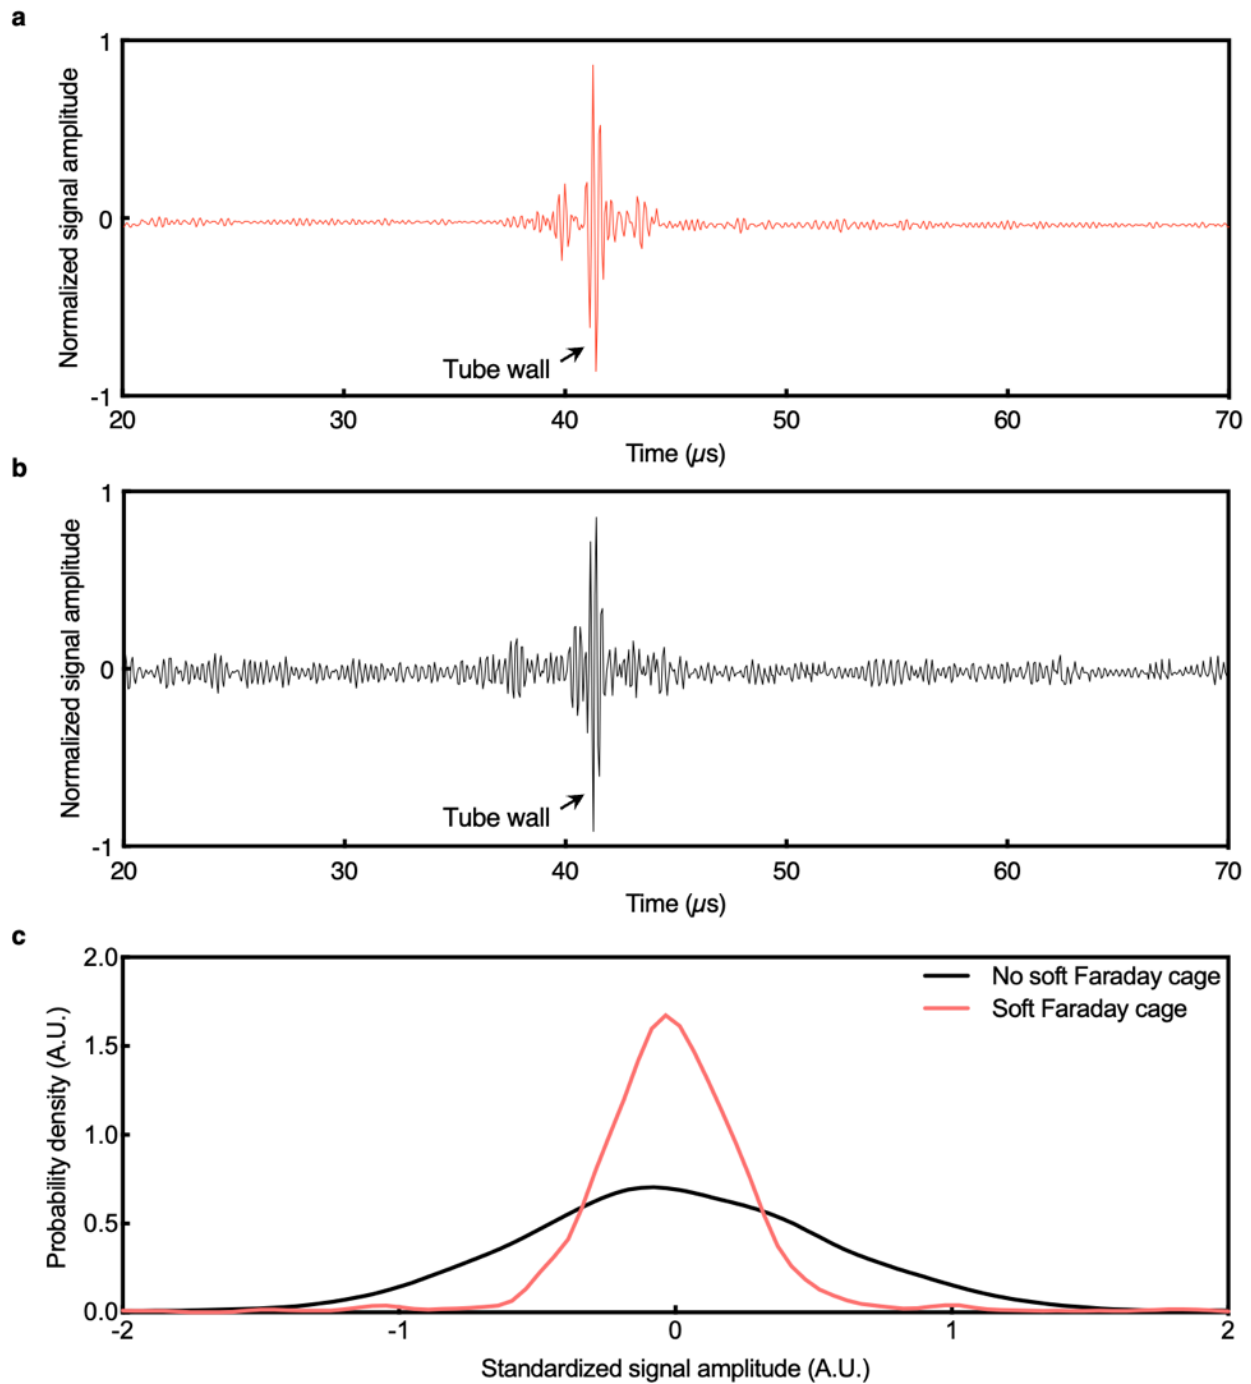 a
Normalized signal amplitude
1
0
-1
Tube wall
20 30 40 50 60 70
Time (µs)
b
Normalized signal amplitude
1
0
-1
Tube wall
20 30 40 50 60 70
Time (µs)
c
Probability density (A.U.)
2.0
1.5
1.0
0.5
0.0
No soft Faraday cage
Soft Faraday cage
-2 -1 0 1 2
Standardized signal amplitude (A.U.)